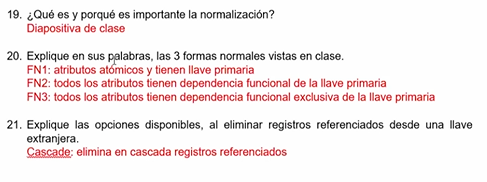 19. ¿Qué es y porqué es importante la normalización?
Diapositiva de clase
20. Explique en sus palabras, las 3 formas normales vistas en clase.
FN1: atributos atómicos y tienen llave primaria
FN2: todos los atributos tienen dependencia funcional de la llave primaria
FN3: todos los atributos tienen dependencia funcional exclusiva de la llave primaria
21. Explique las opciones disponibles, al eliminar registros referenciados desde una llave
extranjera.
Cascade: elimina en cascada registros referenciados